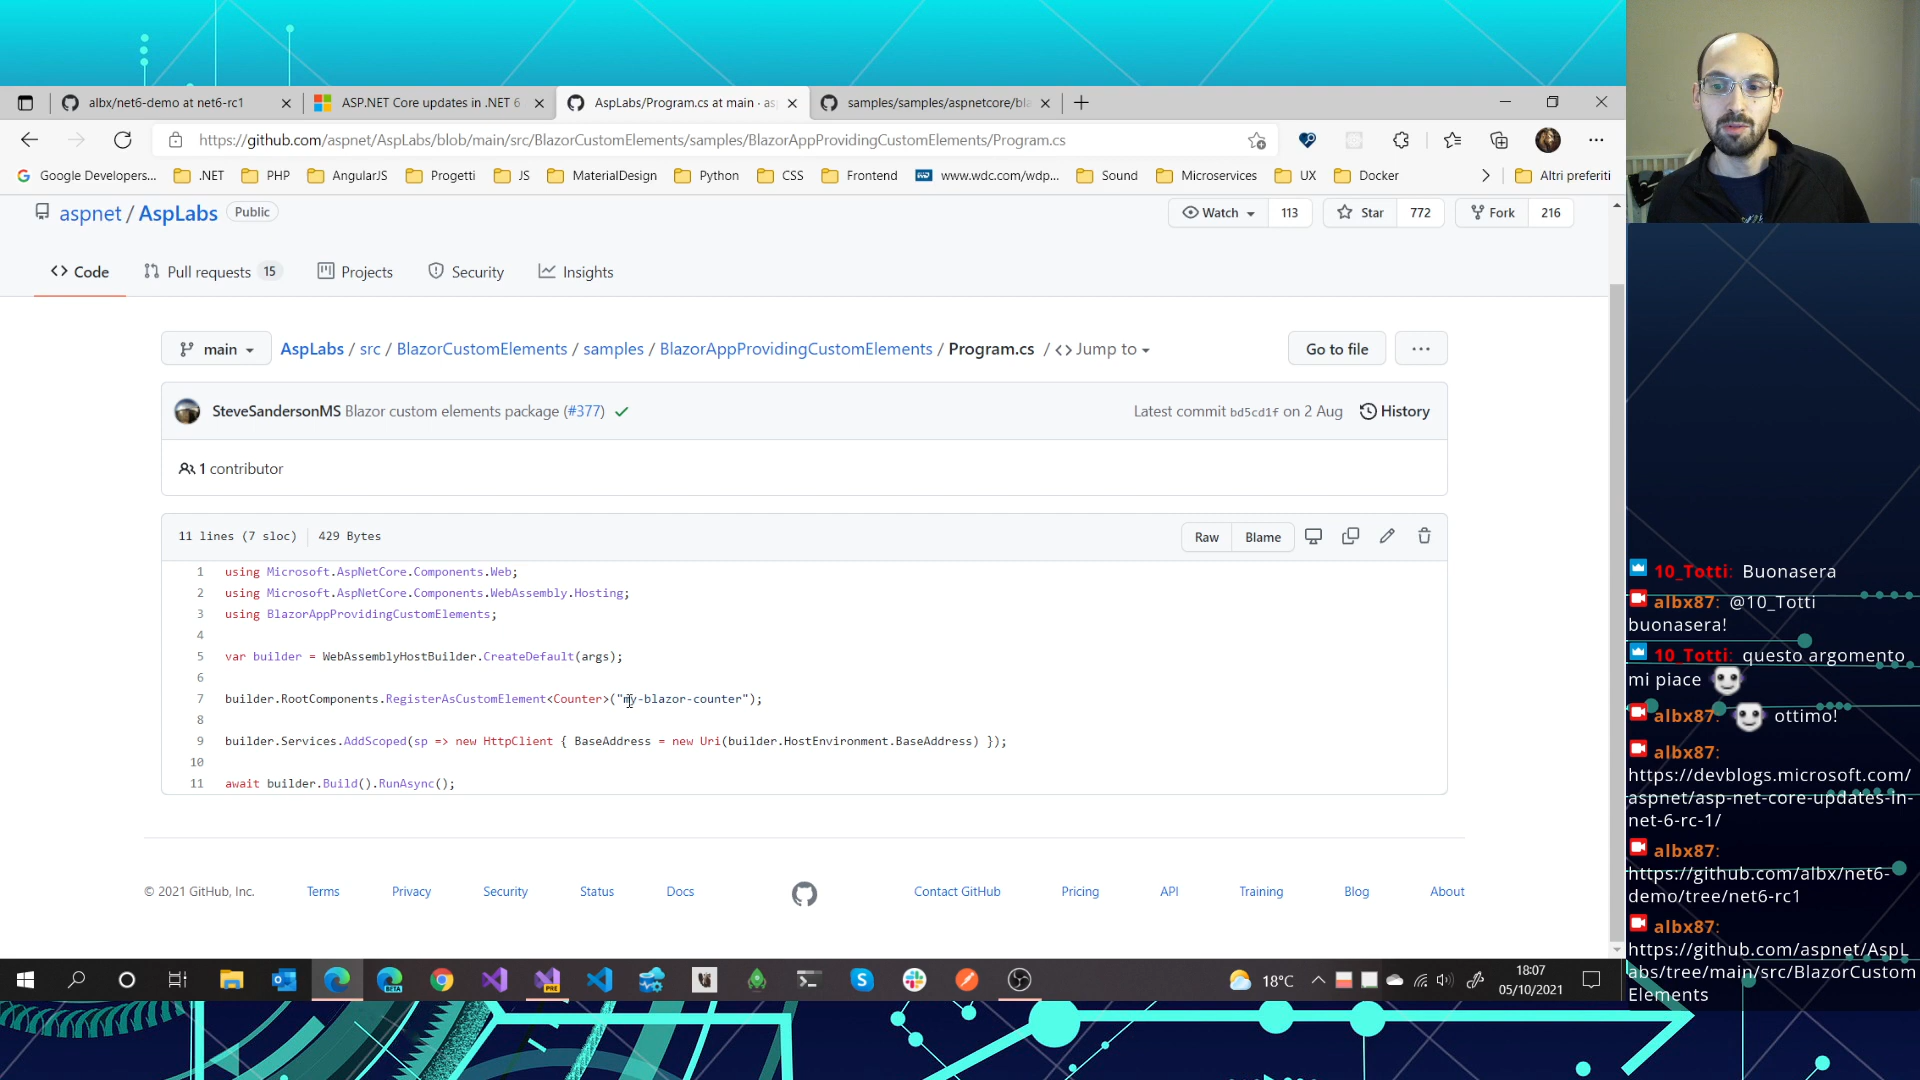 albx/net6-demo at net6-rc1
ASP.NET Core updates in .NET 6
AspLabs/Program.cs at main · as
samples/samples/aspnetcore/bla
https://github.com/aspnet/AspLabs/blob/main/src/BlazorCustomElements/samples/BlazorAppProvidingCustomElements/Program.cs
Google Developers... .NET PHP AngularJS Progetti JS MaterialDesign Python CSS Frontend www.wdc.com/wdp... Sound Microservices UX Docker Altri preferiti
aspnet / AspLabs Public
Watch 113 Star 772 Fork 216
Code Pull requests 15 Projects Security Insights
main AspLabs / src / BlazorCustomElements / samples / BlazorAppProvidingCustomElements / Program.cs / <> Jump to Go to file ...
SteveSandersonMS Blazor custom elements package (#377) Latest commit bd5cd1f on 2 Aug History
1 contributor
11 lines (7 sloc) 429 Bytes Raw Blame
1 using Microsoft.AspNetCore.Components.Web;
2 using Microsoft.AspNetCore.Components.WebAssembly.Hosting;
3 using BlazorAppProvidingCustomElements;
4
5 var builder = WebAssemblyHostBuilder.CreateDefault(args);
6
7 builder.RootComponents.RegisterAsCustomElement<Counter>("my-blazor-counter");
8
9 builder.Services.AddScoped(sp => new HttpClient { BaseAddress = new Uri(builder.HostEnvironment.BaseAddress) });
10
11 await builder.Build().RunAsync();
© 2021 GitHub, Inc. Terms Privacy Security Status Docs Contact GitHub Pricing API Training Blog About
BETA PRE 18°C 18:07
05/10/2021
10_Totti: Buonasera
albx87: @10_Totti
buonasera!
10_Totti: questo argomento
mi piace
albx87: ottimo!
albx87:
https://devblogs.microsoft.com/
aspnet/asp-net-core-updates-in-
net-6-rc-1/
albx87:
https://github.com/albx/net6-
demo/tree/net6-rc1
albx87:
https://github.com/aspnet/AspL
abs/tree/main/src/BlazorCustom
Elements